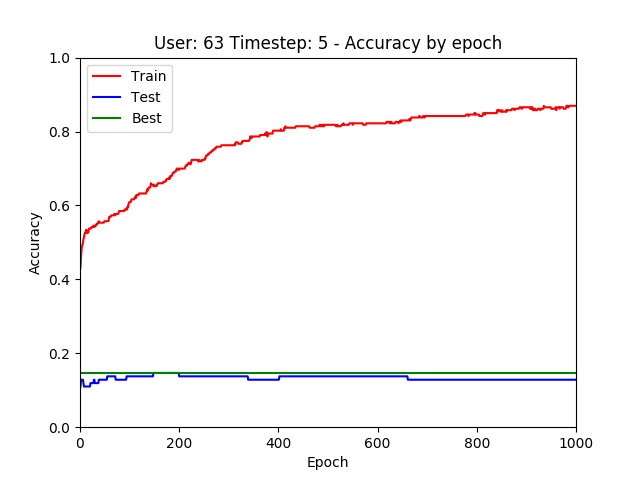 User: 63 Timestep: 5 - Accuracy by epoch
1.0
Train
Test
Best
0.8
0.6
Accuracy
0.4
0.2
0.0
0 200 400 600 800 1000
Epoch